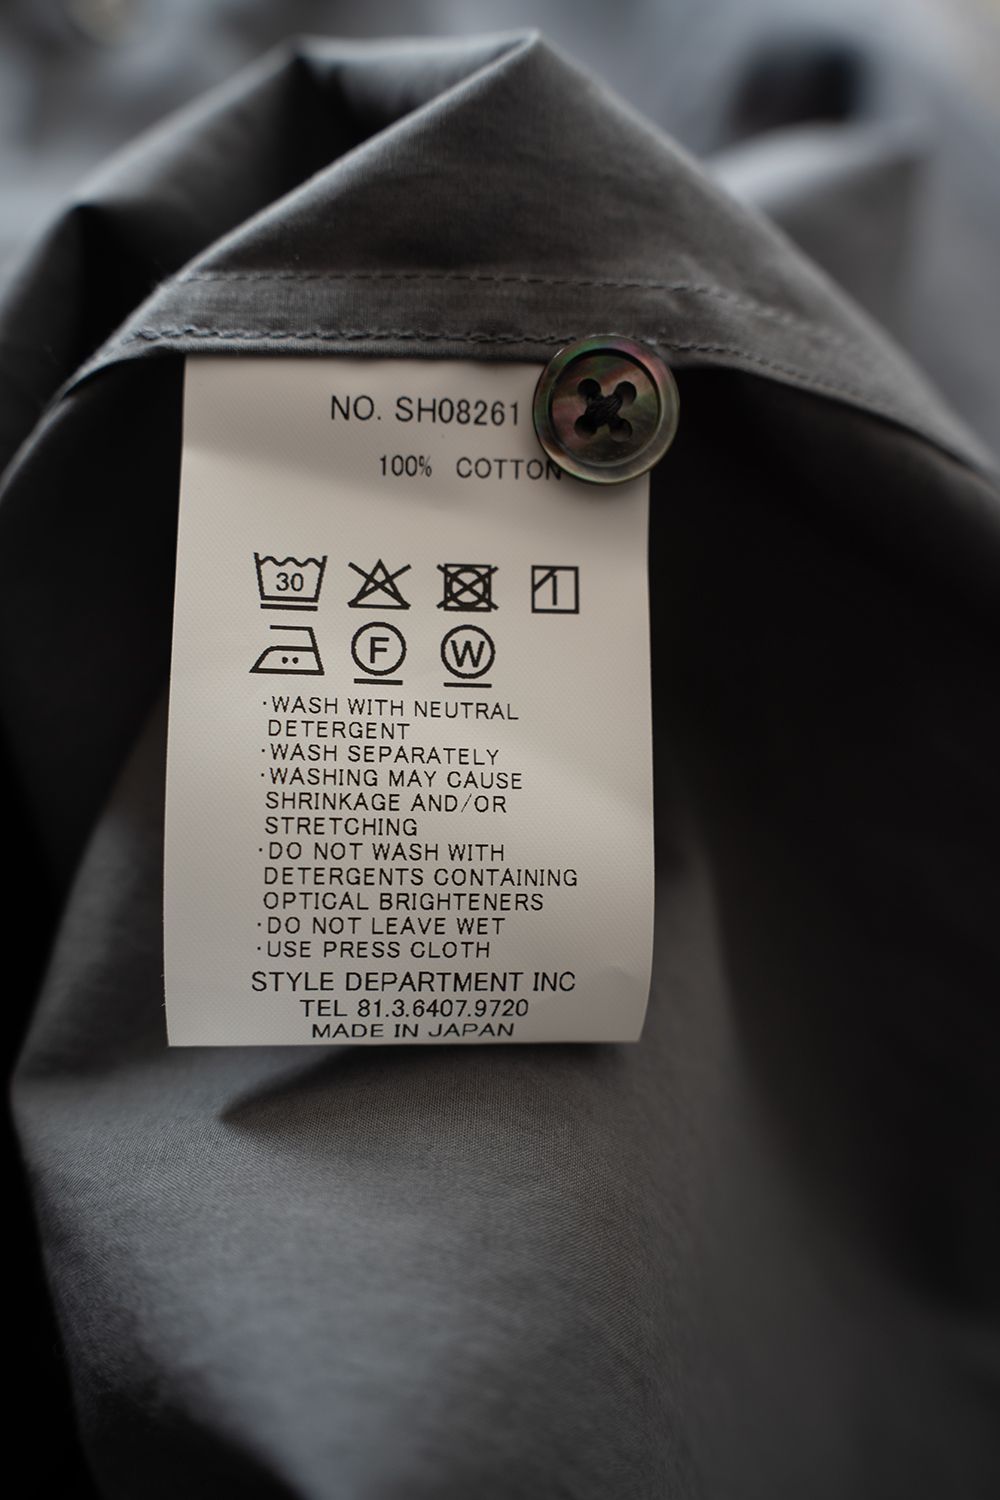 NO. SH08261
100% COTTON
30
F W
·WASH WITH NEUTRAL
DETERGENT
·WASH SEPARATELY
·WASHING MAY CAUSE
SHRINKAGE AND/OR
STRETCHING
·DO NOT WASH WITH
DETERGENTS CONTAINING
OPTICAL BRIGHTENERS
·DO NOT LEAVE WET
·USE PRESS CLOTH
STYLE DEPARTMENT INC
TEL 81.3.6407.9720
MADE IN JAPAN